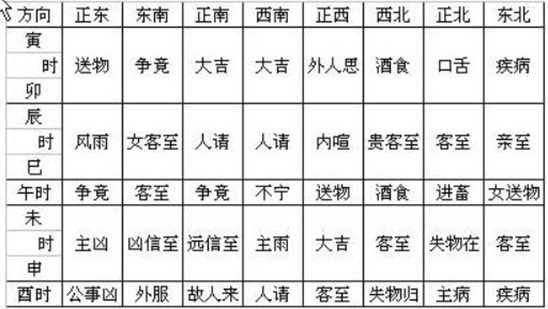 方向 正东 东南 正南 西南 正西 西北 正北 东北
寅
时 送物 争竟 大吉 大吉 外人思 酒食 口舌 疾病
卯
辰
时 风雨 女客至 人请 人请 内喧 贵客至 客至 亲至
巳
午时 争竟 客至 争竟 不宁 送物 酒食 进畜 女送物
未
时 主凶 凶信至 远信至 主雨 大吉 客至 失物在 客至
申
酉时 公事凶 外服 故人来 人请 客至 失物归 主病 疾病